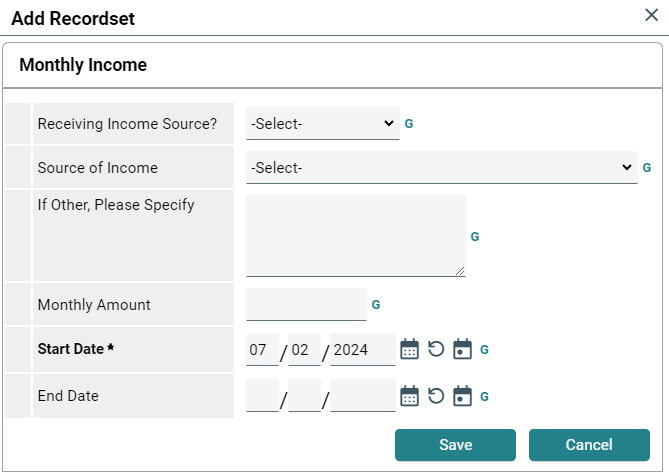 Add Recordset
Monthly Income
Receiving Income Source? -Select- G
Source of Income -Select- G
If Other, Please Specify G
Monthly Amount G
Start Date * 07 / 02 / 2024 G
End Date / / G
Save Cancel